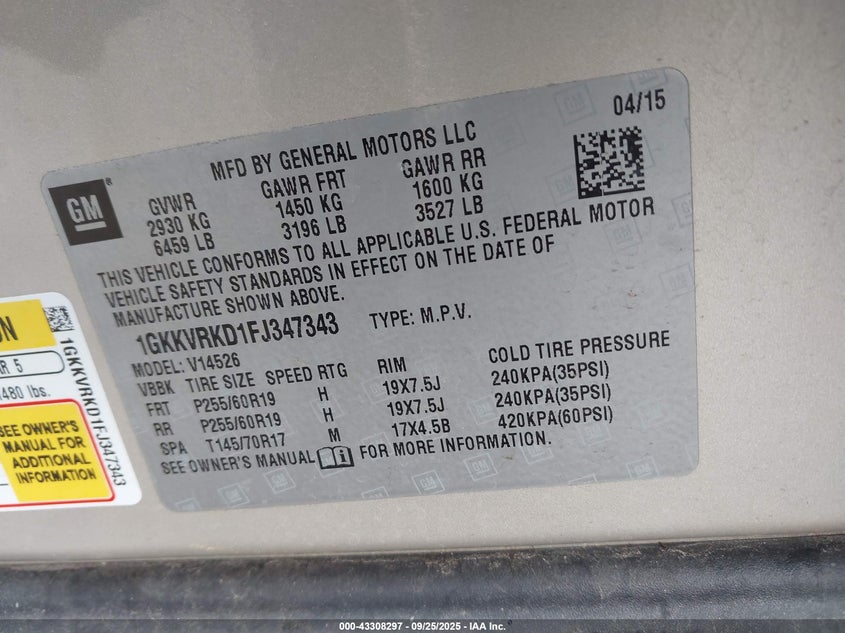 04/15
MFD BY GENERAL MOTORS LLC
GM
GVWR GAWR FRT GAWR RR
2930 KG 1450 KG 1600 KG
6459 LB 3196 LB 3527 LB
THIS VEHICLE CONFORMS TO ALL APPLICABLE U.S. FEDERAL MOTOR
VEHICLE SAFETY STANDARDS IN EFFECT ON THE DATE OF
MANUFACTURE SHOWN ABOVE.
1GKKVRKD1FJ347343 TYPE: M.P.V.
MODEL: V14526
VBBK TIRE SIZE SPEED RTG RIM COLD TIRE PRESSURE
FRT P255/60R19 H 19X7.5J 240KPA(35PSI)
RR P255/60R19 H 19X7.5J 240KPA(35PSI)
SPA T145/70R17 M 17X4.5B 420KPA(60PSI)
SEE OWNER'S MANUAL FOR MORE INFORMATION.
5
480 lbs.
SEE OWNER'S
MANUAL FOR
ADDITIONAL
INFORMATION
1GKKVRKD1FJ347343
000-43308297 - 09/25/2025 - IAA Inc.